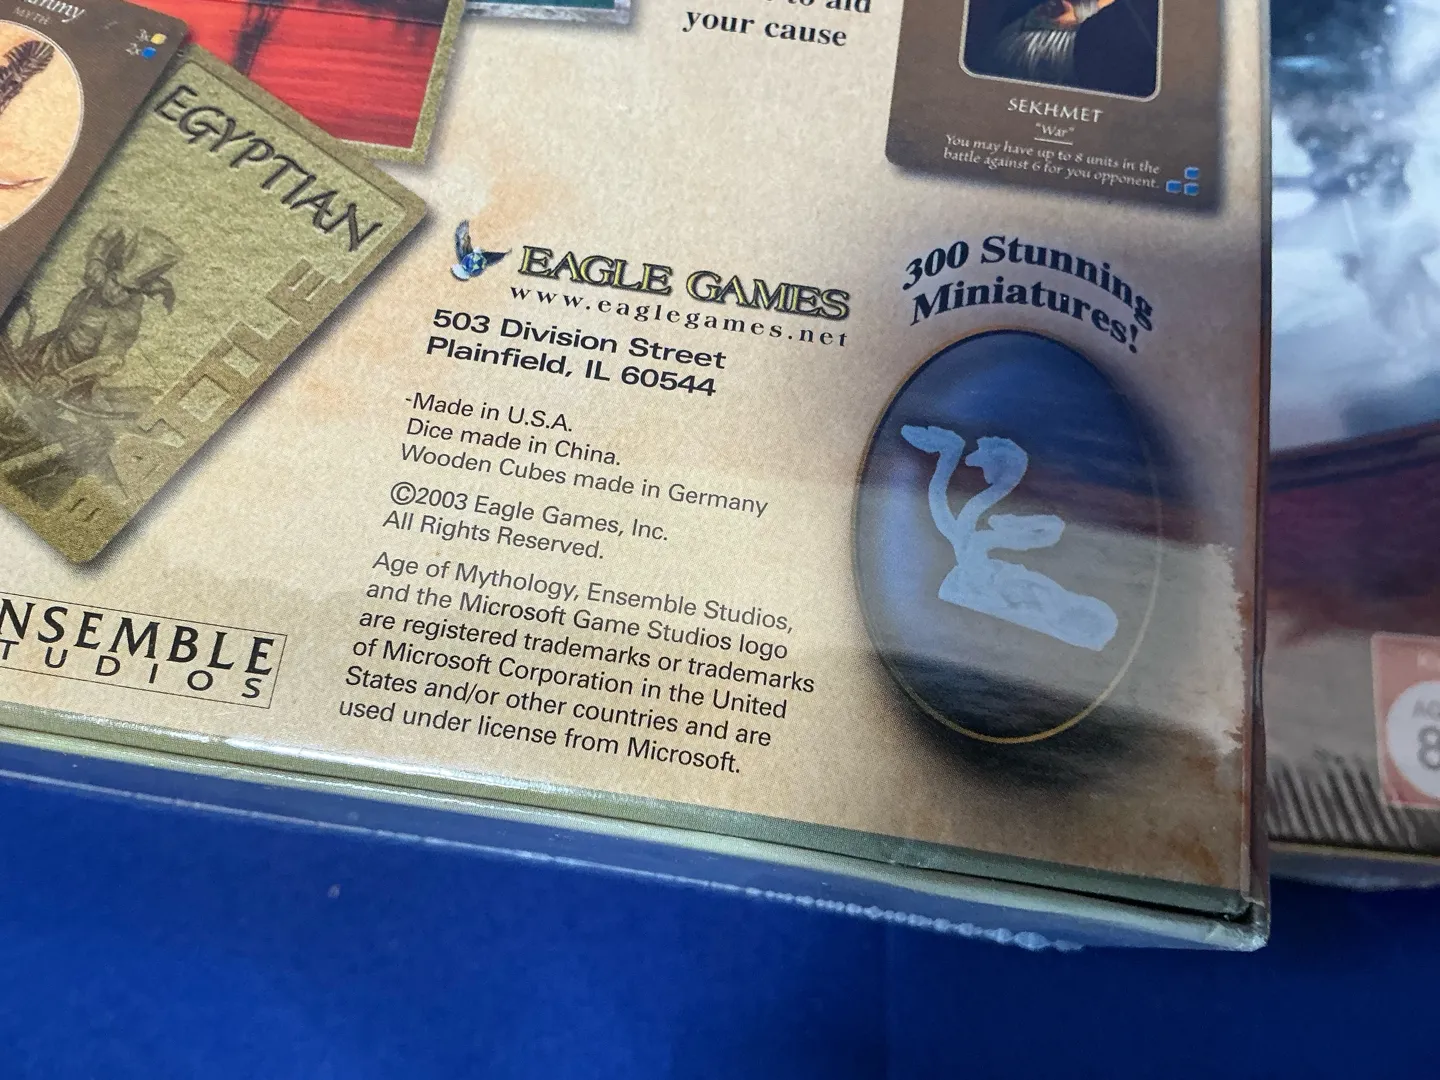 your cause
3x
2x
EGYPTIAN
BATTLE
SEKHMET
"War"
You may have up to 8 units in the
battle against 6 for you opponent.
EAGLE GAMES
www.eaglegames.net
503 Division Street
Plainfield, IL 60544
-Made in U.S.A.
Dice made in China.
Wooden Cubes made in Germany
©2003 Eagle Games, Inc.
All Rights Reserved.
Age of Mythology, Ensemble Studios,
and the Microsoft Game Studios logo
are registered trademarks or trademarks
of Microsoft Corporation in the United
States and/or other countries and are
used under license from Microsoft.
300 Stunning
Miniatures!
NSEMBLE
TUDIOS
8